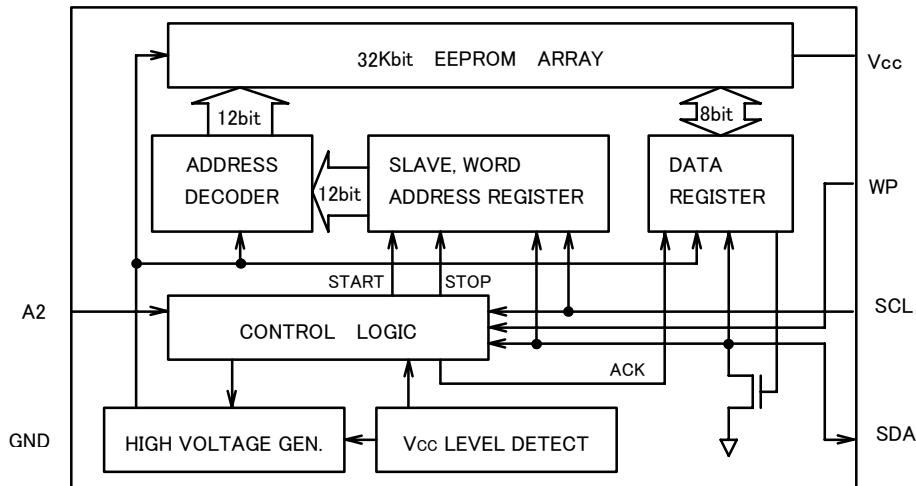 32Kbit EEPROM ARRAY
Vcc
12bit
8bit
ADDRESS
DECODER
12bit
SLAVE, WORD
ADDRESS REGISTER
DATA
REGISTER
WP
START
STOP
A2
CONTROL LOGIC
SCL
ACK
GND
HIGH VOLTAGE GEN.
Vcc LEVEL DETECT
SDA